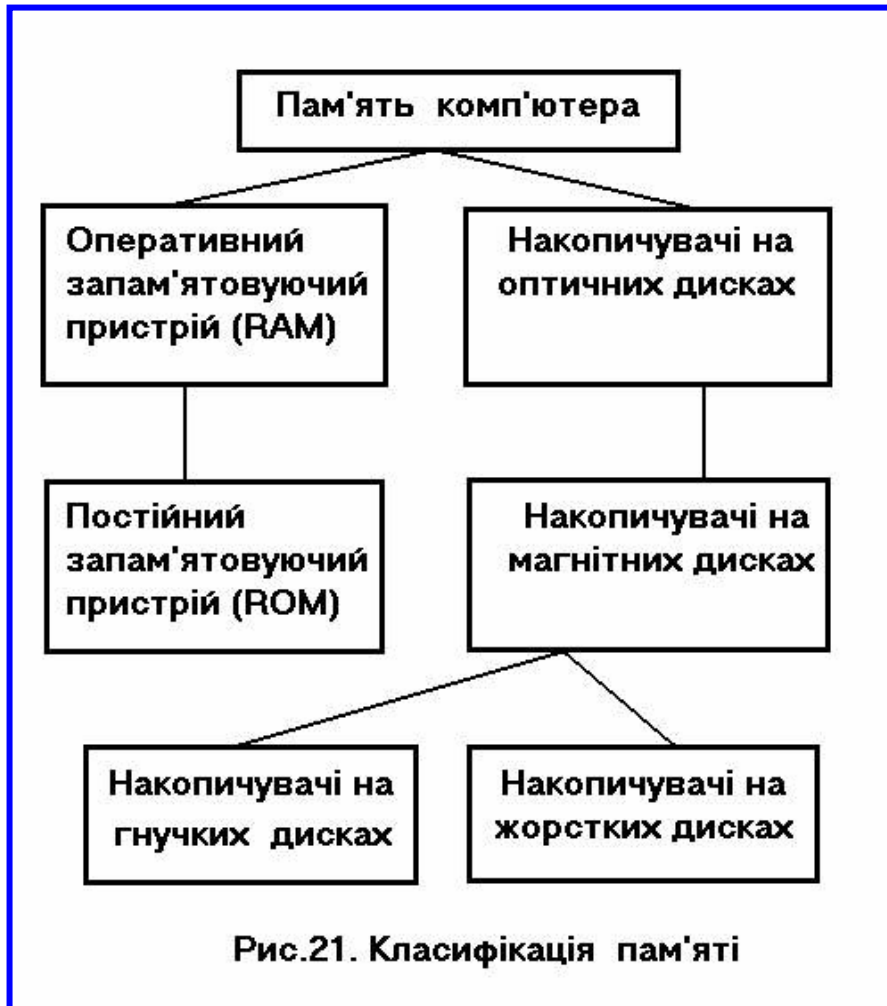 Пам'ять комп'ютера
Оперативний
запам'ятовуючий
пристрій (RAM)
Накопичувачі на
оптичних дисках
Постійний
запам'ятовуючий
пристрій (ROM)
Накопичувачі на
магнітних дисках
Накопичувачі на
гнучких дисках
Накопичувачі на
жорстких дисках
Рис.21. Класифікація пам'яті